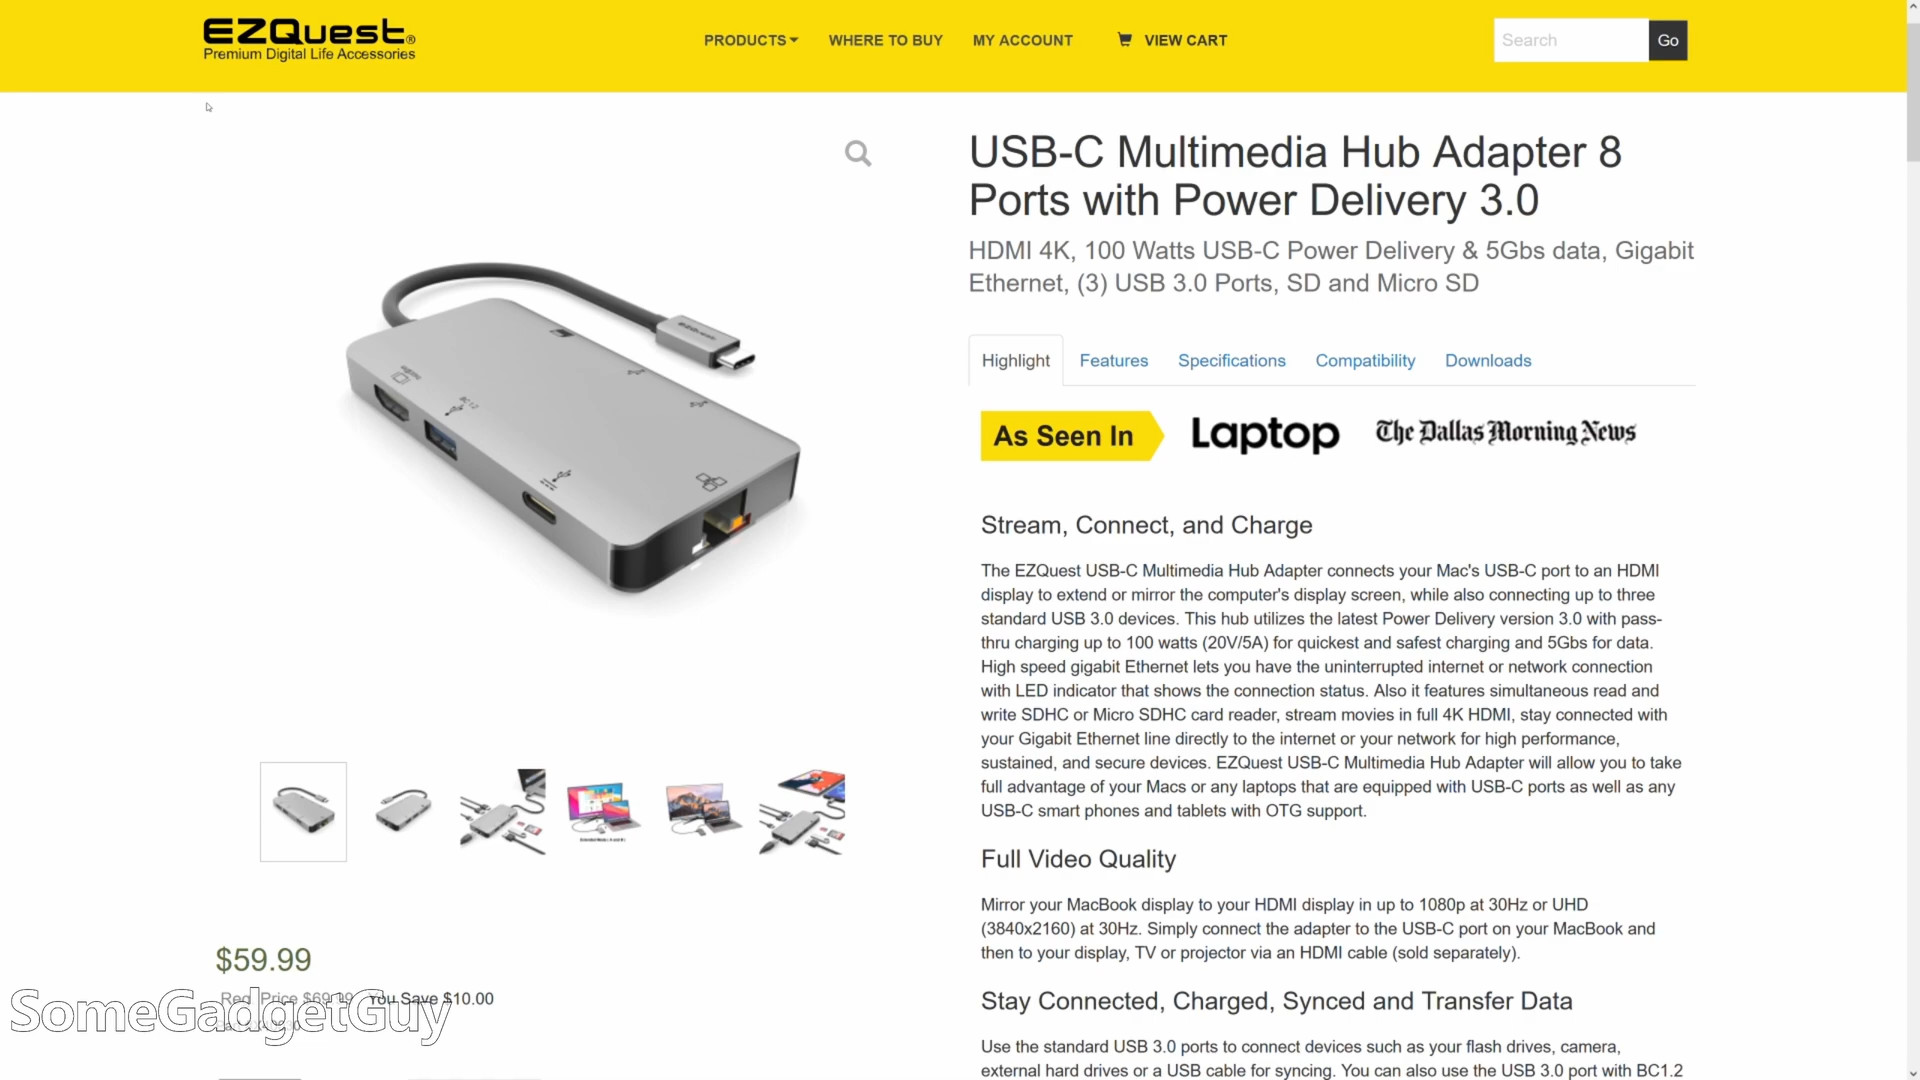 EZQuest®
Premium Digital Life Accessories
PRODUCTS
WHERE TO BUY
MY ACCOUNT
VIEW CART
Search
Go
USB-C Multimedia Hub Adapter 8
Ports with Power Delivery 3.0
HDMI 4K, 100 Watts USB-C Power Delivery & 5Gbs data, Gigabit
Ethernet, (3) USB 3.0 Ports, SD and Micro SD
Highlight
Features
Specifications
Compatibility
Downloads
As Seen In
Laptop
The Dallas Morning News
Stream, Connect, and Charge
The EZQuest USB-C Multimedia Hub Adapter connects your Mac's USB-C port to an HDMI
display to extend or mirror the computer's display screen, while also connecting up to three
standard USB 3.0 devices. This hub utilizes the latest Power Delivery version 3.0 with pass-
thru charging up to 100 watts (20V/5A) for quickest and safest charging and 5Gbs for data.
High speed gigabit Ethernet lets you have the uninterrupted internet or network connection
with LED indicator that shows the connection status. Also it features simultaneous read and
write SDHC or Micro SDHC card reader, stream movies in full 4K HDMI, stay connected with
your Gigabit Ethernet line directly to the internet or your network for high performance,
sustained, and secure devices. EZQuest USB-C Multimedia Hub Adapter will allow you to take
full advantage of your Macs or any laptops that are equipped with USB-C ports as well as any
USB-C smart phones and tablets with OTG support.
Full Video Quality
Mirror your MacBook display to your HDMI display in up to 1080p at 30Hz or UHD
(3840x2160) at 30Hz. Simply connect the adapter to the USB-C port on your MacBook and
then to your display, TV or projector via an HDMI cable (sold separately).
Stay Connected, Charged, Synced and Transfer Data
Use the standard USB 3.0 ports to connect devices such as your flash drives, camera,
external hard drives or a USB cable for syncing. You can also use the USB 3.0 port with BC1.2
EZQuest
BC 1.2
$59.99
Reg. Price $69.99 You Save $10.00
SomeGadgetGuy